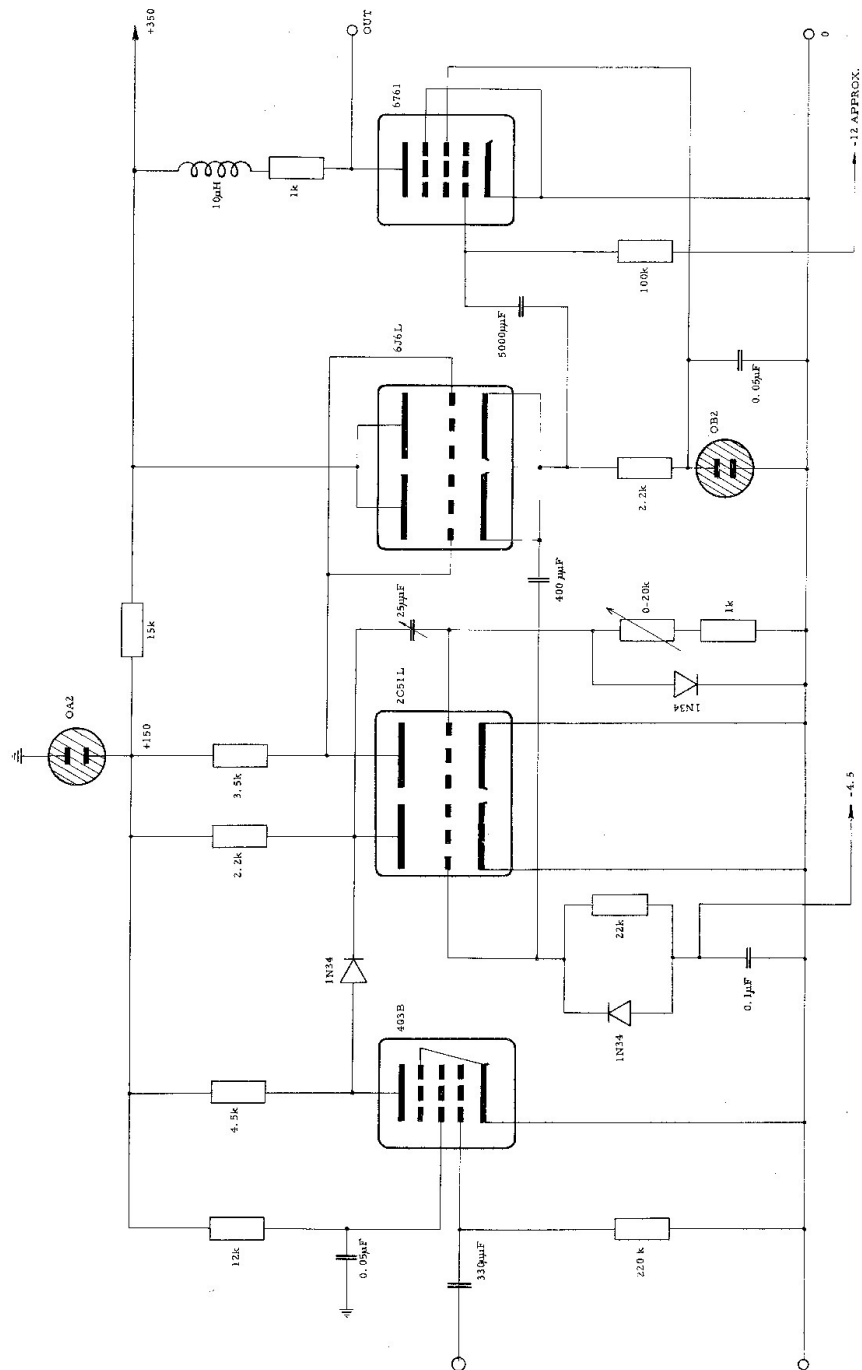 +350
OUT
0
-12 APPROX.
10µH
1k
6761
100k
5000µµF
6J6L
0.05µF
OB2
2.2k
400 µµF
15k
25µµF
0-20k
1k
1N34
2C51L
OA2
+150
3.5k
2.2k
-4.5
22k
0.1µF
1N34
1N34
403B
4.5k
12k
0.05µF
330µµF
220 k